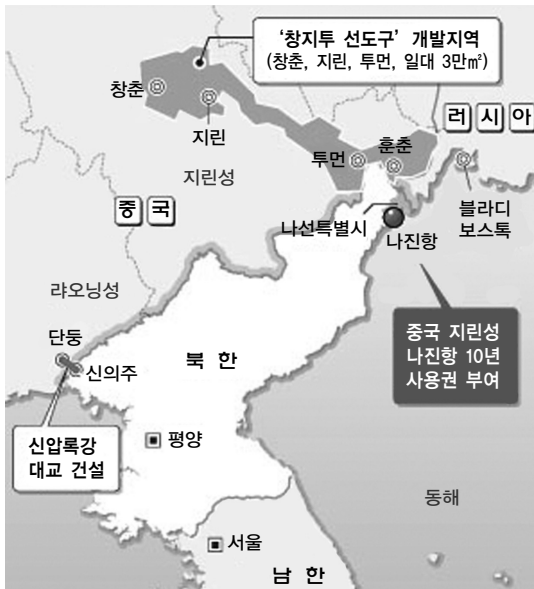 ‘창지투 선도구’ 개발지역
(창춘, 지린, 투먼, 일대 3만㎡)
창춘
지린
지린성
투먼
훈춘
러시아
블라디
보스톡
중국
나선특별시
나진항
랴오닝성
중국 지린성
나진항 10년
사용권 부여
단둥
신의주
북한
신압록강
대교 건설
평양
동해
서울
남한